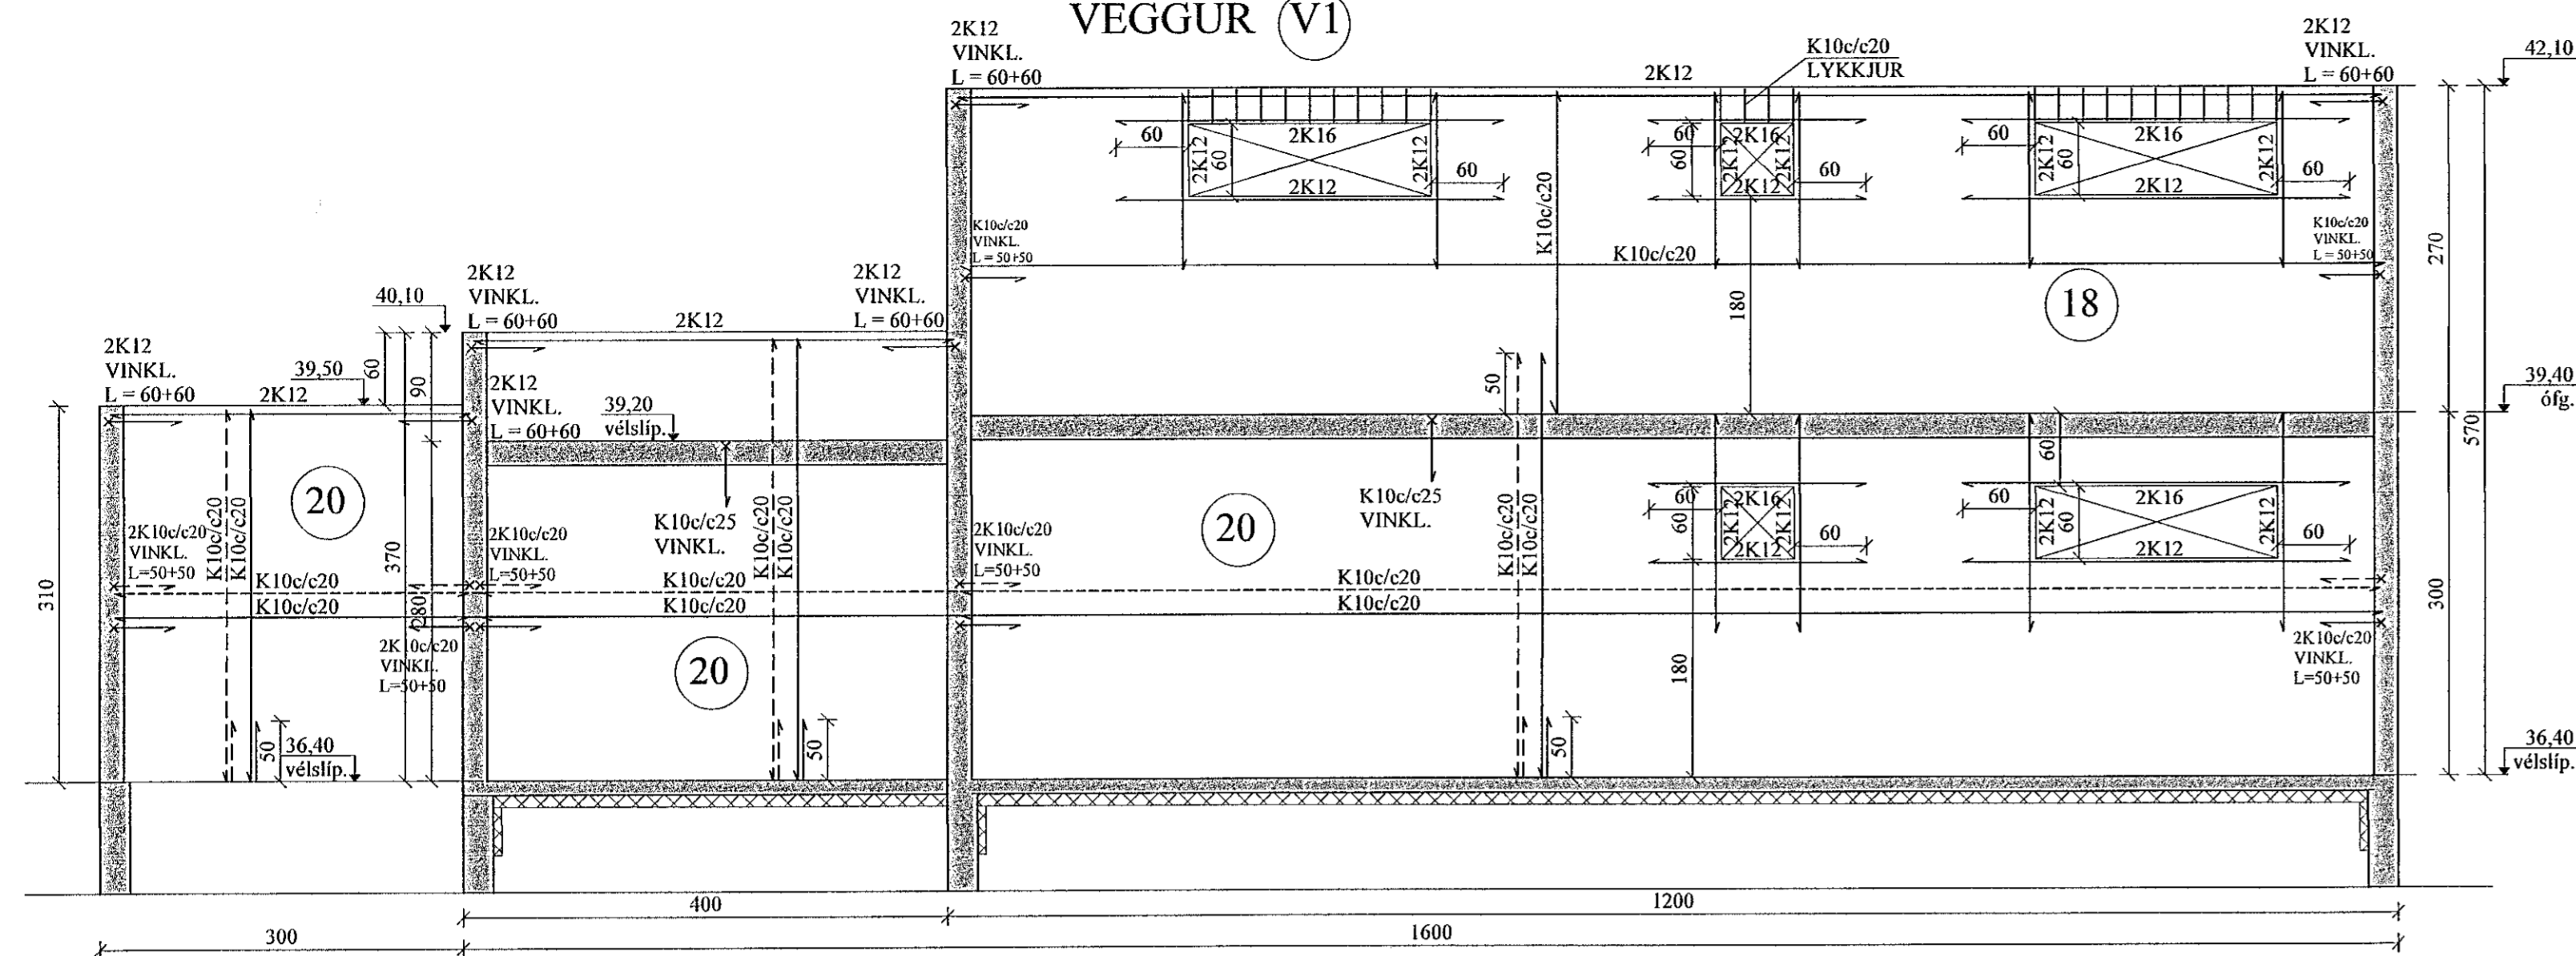 VEGGUR V1
2K12
VINKL.
L = 60+60
K10c/c20
LYKKJUR
2K12
2K12
VINKL.
L = 60+60
42,10
60
2K12
60
2K16
2K12
2K12
60
60
60
2K12
2K16
2K12
2K12
60
60
2K12
60
2K16
2K12
2K12
60
K10c/c20
VINKL.
L = 50+50
K10c/c20
K10c/c20
180
K10c/c20
VINKL.
L = 50+50
270
18
2K12
VINKL.
L = 60+60
39,50
2K12
40,10
60
90
2K12
VINKL.
L = 60+60
2K12
2K12
VINKL.
L = 60+60
2K12
VINKL.
L = 60+60
39,20
vélslíp.
50
39,40
ófg.
570
310
20
2K10c/c20
VINKL.
L=50+50
K10c/c20
K10c/c20
370
280
K10c/c20
K10c/c20
2K10c/c20
VINKL.
L=50+50
2K10c/c20
VINKL.
L=50+50
K10c/c25
VINKL.
K10c/c20
K10c/c20
K10c/c20
K10c/c20
20
2K10c/c20
VINKL.
L=50+50
20
K10c/c25
VINKL.
K10c/c20
K10c/c20
K10c/c20
K10c/c20
60
60
2K12
2K16
2K12
2K12
60
180
60
60
2K12
60
2K16
2K12
2K12
60
300
2K10c/c20
VINKL.
L=50+50
50
36,40
vélslíp.
50
50
36,40
vélslíp.
400
1200
300
1600